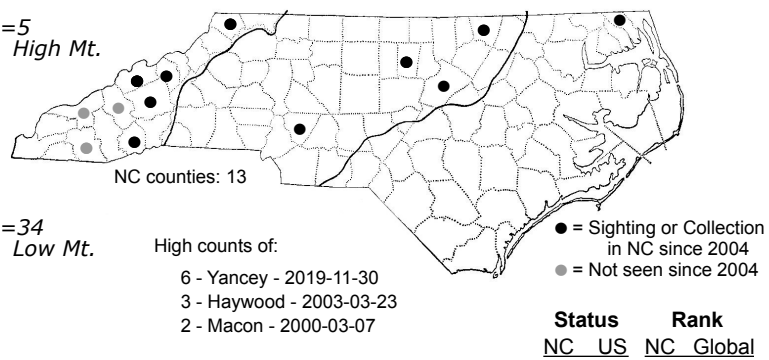 =5
High Mt.
NC counties: 13
=34
Low Mt.
High counts of:
6 - Yancey - 2019-11-30
3 - Haywood - 2003-03-23
2 - Macon - 2000-03-07
● = Sighting or Collection
in NC since 2004
● = Not seen since 2004
Status Rank
NC US NC Global